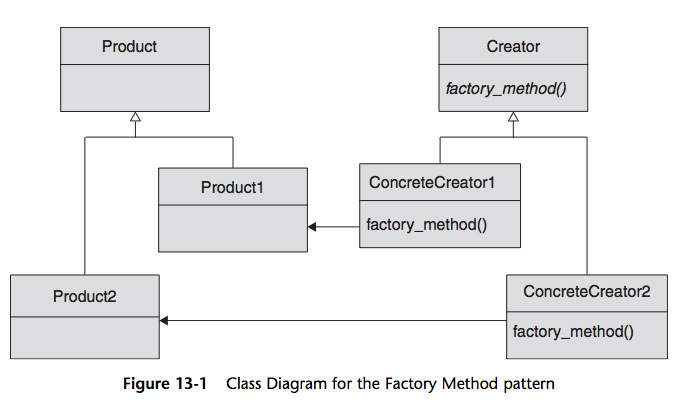 Product
Creator
factory_method()
Product1
ConcreteCreator1
factory_method()
Product2
ConcreteCreator2
factory_method()
Figure 13-1 Class Diagram for the Factory Method pattern